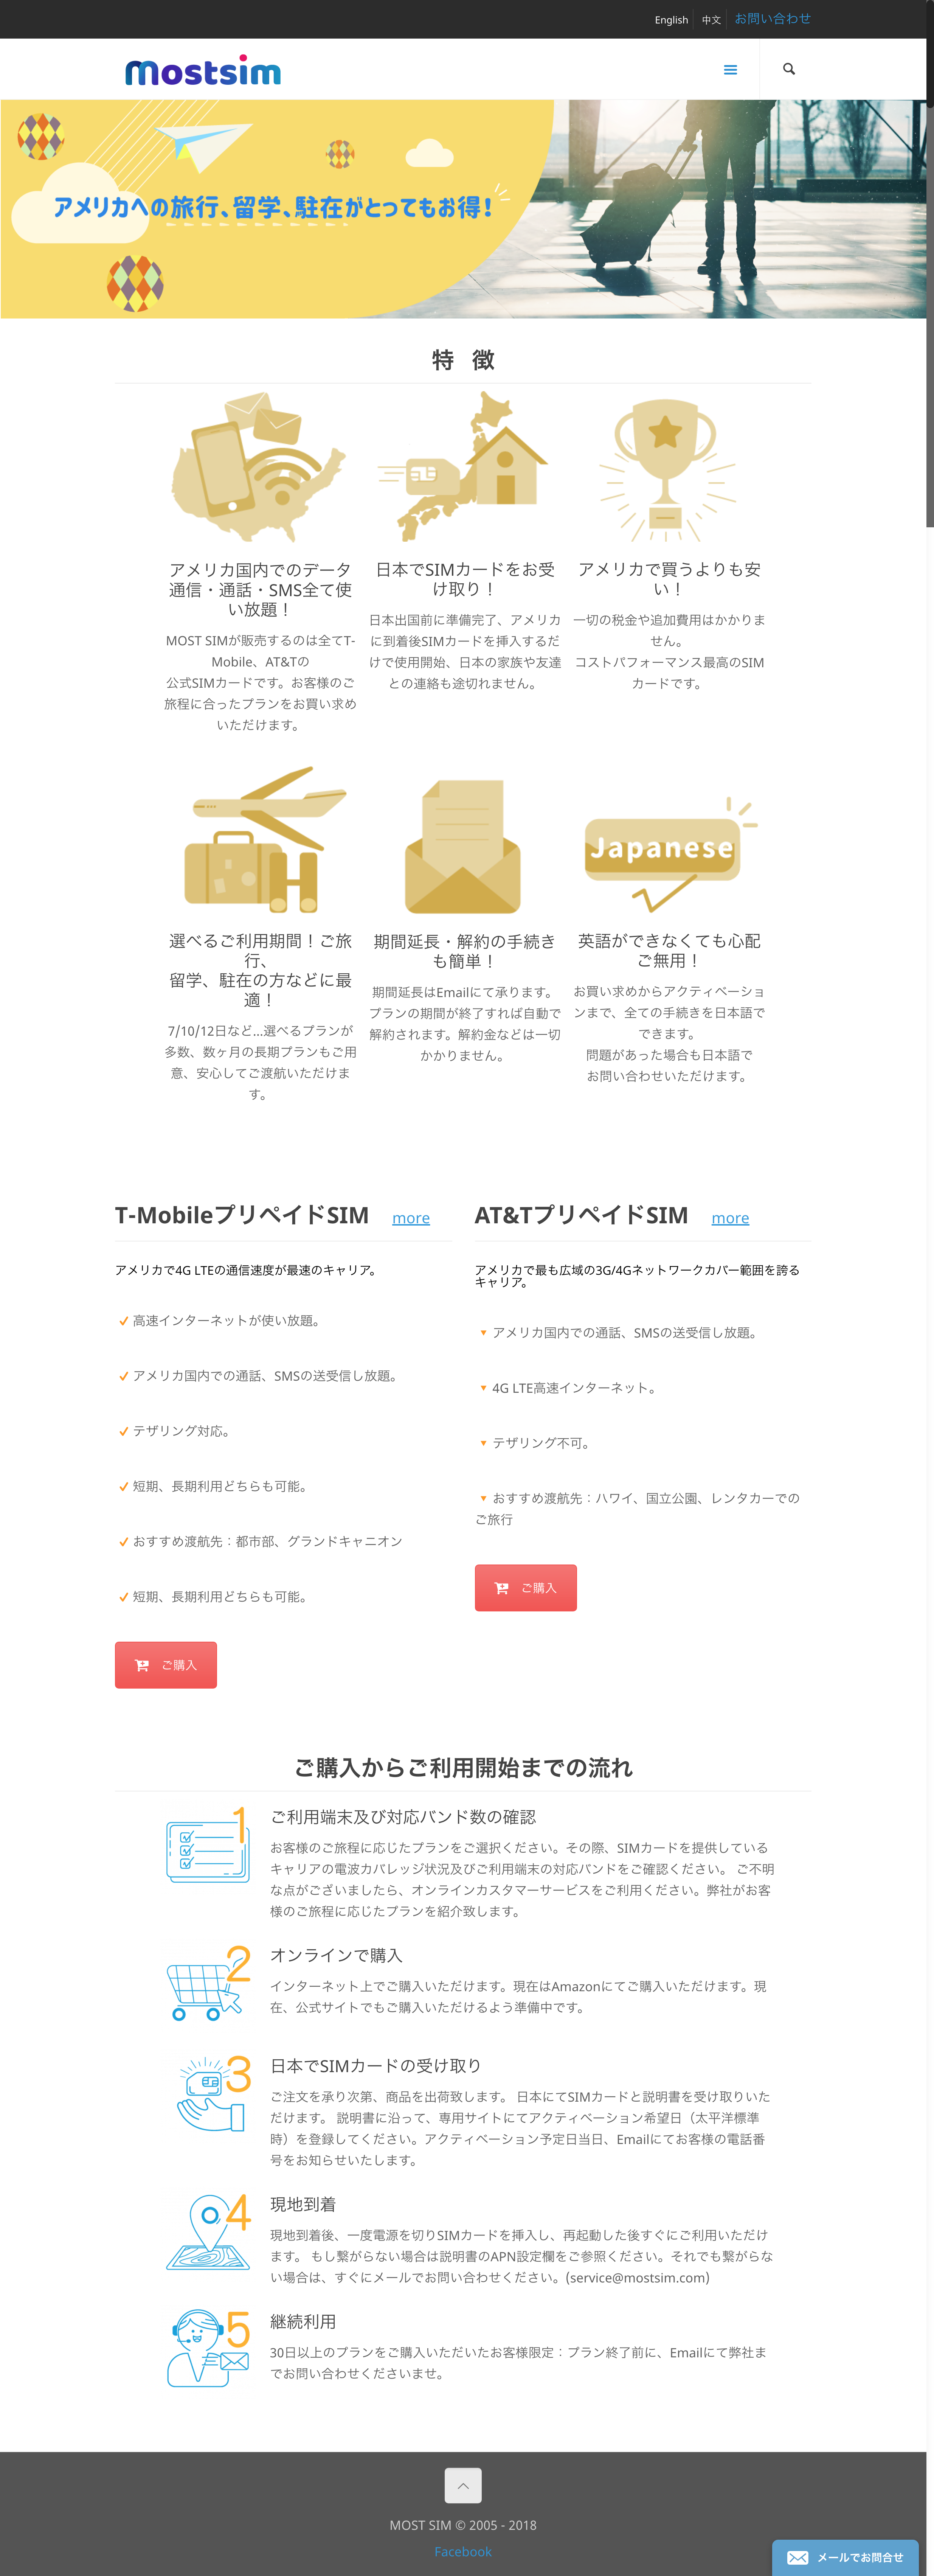 English 中文 お問い合わせ
mostsim
アメリカへの旅行、留学、駐在がとってもお得！
特 徴
アメリカ国内でのデータ
通信・通話・SMS全て使
い放題！
MOST SIMが販売するのは全てT-
Mobile、AT&Tの
公式SIMカードです。お客様のご
旅程に合ったプランをお買い求め
いただけます。
日本でSIMカードをお受
け取り！
日本出国前に準備完了、アメリカ
に到着後SIMカードを挿入するだ
けで使用開始、日本の家族や友達
との連絡も途切れません。
アメリカで買うよりも安
い！
一切の税金や追加費用はかかりま
せん。
コストパフォーマンス最高のSIM
カードです。
選べるご利用期間！ご旅
行、
留学、駐在の方などに最
適！
7/10/12日など...選べるプランが
多数、数ヶ月の長期プランもご用
意、安心してご渡航いただけま
す。
期間延長・解約の手続き
も簡単！
期間延長はEmailにて承ります。
プランの期間が終了すれば自動で
解約されます。解約金などは一切
かかりません。
Japanese
英語ができなくても心配
ご無用！
お買い求めからアクティベーショ
ンまで、全ての手続きを日本語で
できます。
問題があった場合も日本語で
お問い合わせいただけます。
T-MobileプリペイドSIM more
アメリカで4G LTEの通信速度が最速のキャリア。
高速インターネットが使い放題。
アメリカ国内での通話、SMSの送受信し放題。
テザリング対応。
短期、長期利用どちらも可能。
おすすめ渡航先：都市部、グランドキャニオン
短期、長期利用どちらも可能。
ご購入
AT&TプリペイドSIM more
アメリカで最も広域の3G/4Gネットワークカバー範囲を誇る
キャリア。
アメリカ国内での通話、SMSの送受信し放題。
4G LTE高速インターネット。
テザリング不可。
おすすめ渡航先：ハワイ、国立公園、レンタカーでの
ご旅行
ご購入
ご購入からご利用開始までの流れ
1
ご利用端末及び対応バンド数の確認
お客様のご旅程に応じたプランをご選択ください。その際、SIMカードを提供している
キャリアの電波カバレッジ状況及びご利用端末の対応バンドをご確認ください。 ご不明
な点がございましたら、オンラインカスタマーサービスをご利用ください。弊社がお客
様のご旅程に応じたプランを紹介致します。
2
オンラインで購入
インターネット上でご購入いただけます。現在はAmazonにてご購入いただけます。現
在、公式サイトでもご購入いただけるよう準備中です。
3
日本でSIMカードの受け取り
ご注文を承り次第、商品を出荷致します。 日本にてSIMカードと説明書を受け取りいた
だけます。 説明書に沿って、専用サイトにてアクティベーション希望日（太平洋標準
時）を登録してください。アクティベーション予定日当日、Emailにてお客様の電話番
号をお知らせいたします。
4
現地到着
現地到着後、一度電源を切りSIMカードを挿入し、再起動した後すぐにご利用いただけ
ます。 もし繋がらない場合は説明書のAPN設定欄をご参照ください。それでも繋がらな
い場合は、すぐにメールでお問い合わせください。(service@mostsim.com)
5
継続利用
30日以上のプランをご購入いただいたお客様限定：プラン終了前に、Emailにて弊社ま
でお問い合わせくださいませ。
MOST SIM © 2005 - 2018
Facebook
メールでお問合せ